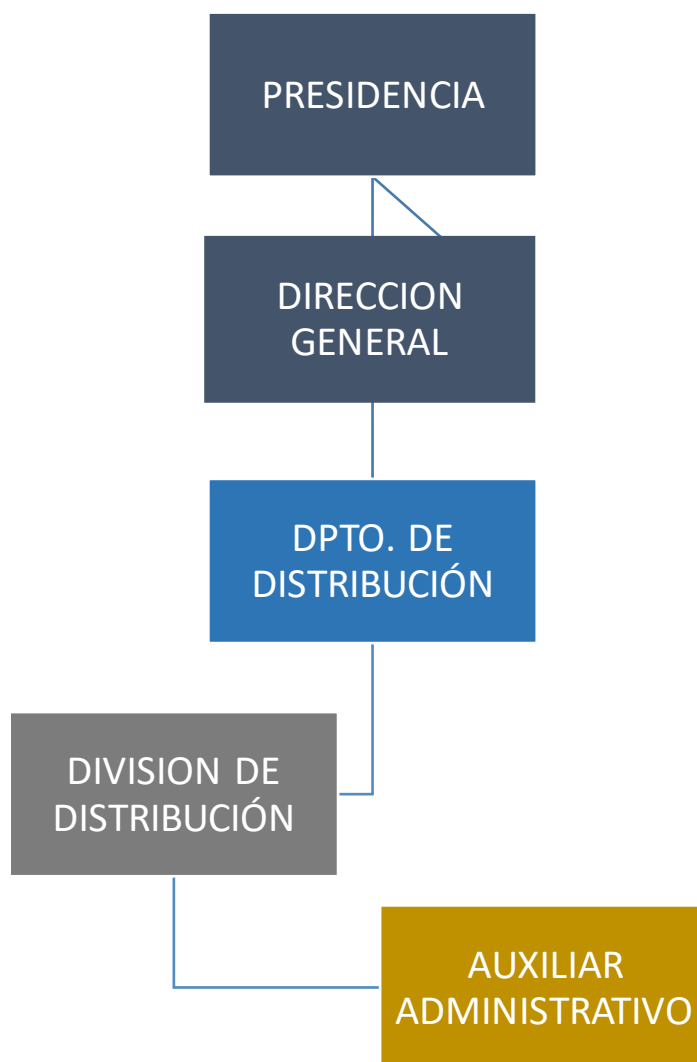 PRESIDENCIA
DIRECCION
GENERAL
DPTO. DE
DISTRIBUCIÓN
DIVISION DE
DISTRIBUCIÓN
AUXILIAR
ADMINISTRATIVO